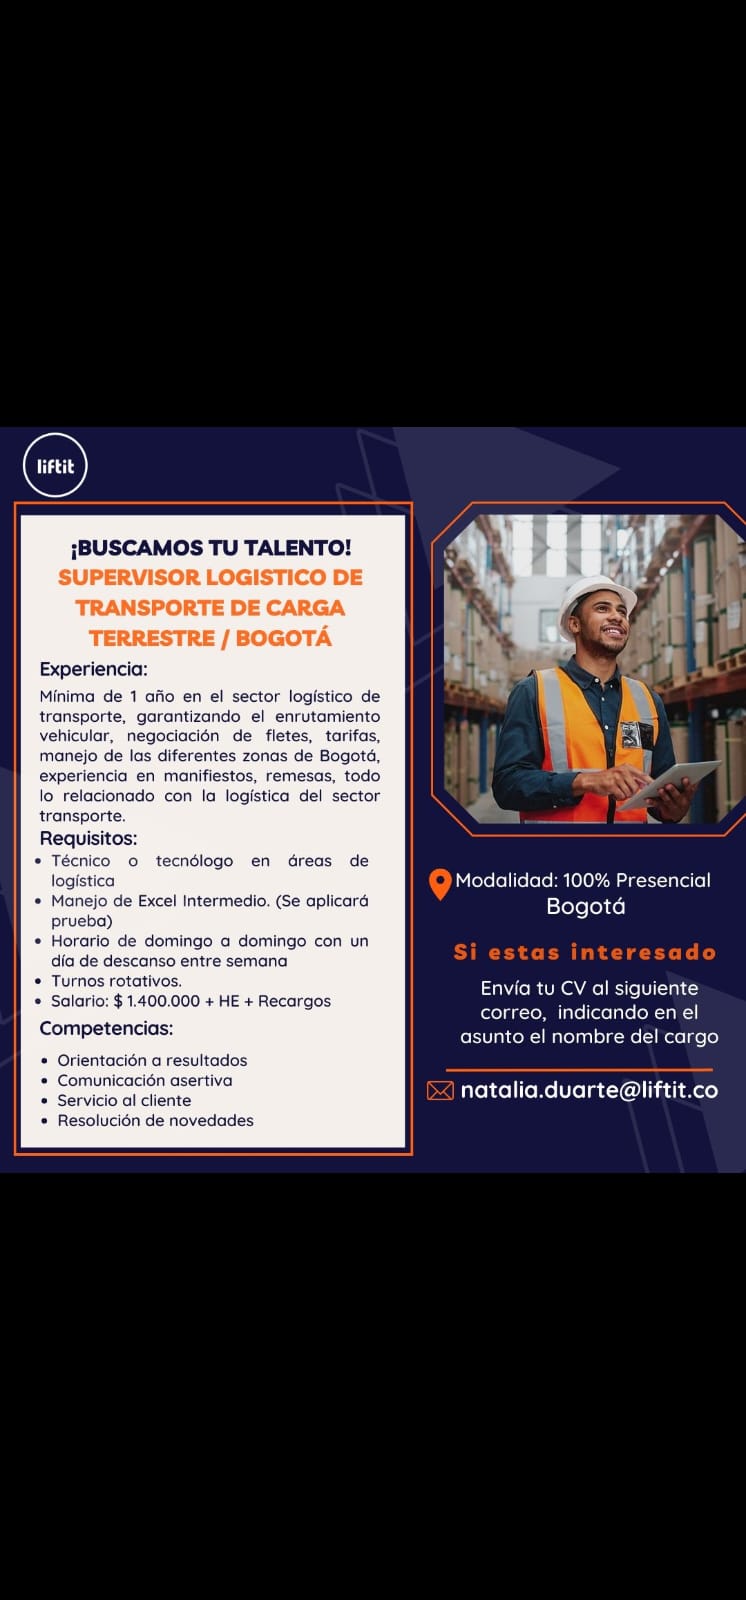 liftit
¡BUSCAMOS TU TALENTO!
SUPERVISOR LOGISTICO DE
TRANSPORTE DE CARGA
TERRESTRE / BOGOTÁ
Experiencia:
Mínima de 1 año en el sector logístico de
transporte, garantizando el enrutamiento
vehicular, negociación de fletes, tarifas,
manejo de las diferentes zonas de Bogotá,
experiencia en manifiestos, remesas, todo
lo relacionado con la logística del sector
transporte.
Requisitos:
• Técnico o tecnólogo en áreas de
logística
• Manejo de Excel Intermedio. (Se aplicará
prueba)
• Horario de domingo a domingo con un
día de descanso entre semana
• Turnos rotativos.
• Salario: $ 1.400.000 + HE + Recargos
Competencias:
• Orientación a resultados
• Comunicación asertiva
• Servicio al cliente
• Resolución de novedades
Modalidad: 100% Presencial
Bogotá
Si estas interesado
Envía tu CV al siguiente
correo, indicando en el
asunto el nombre del cargo
natalia.duarte@liftit.co